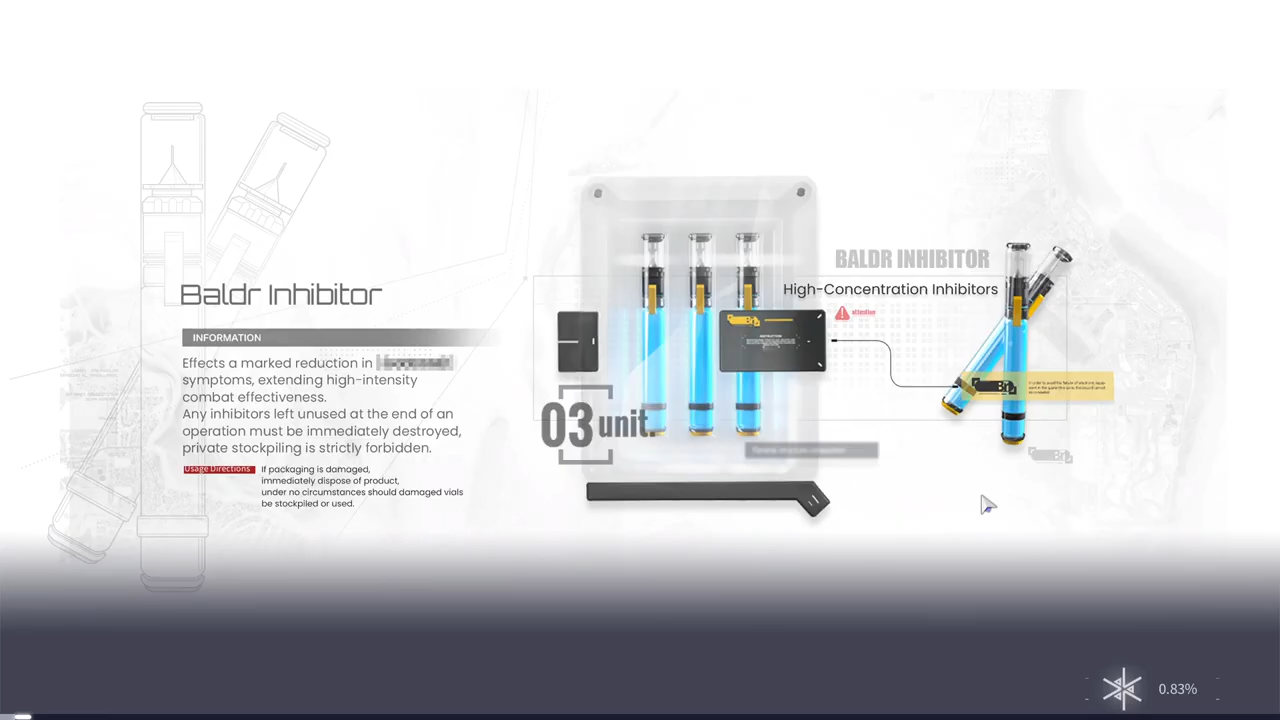 Baldr Inhibitor
INFORMATION
Effects a marked reduction in
symptoms, extending high-intensity
combat effectiveness.
Any inhibitors left unused at the end of an
operation must be immediately destroyed,
private stockpiling is strictly forbidden.
Usage Directions
If packaging is damaged,
immediately dispose of product,
under no circumstances should damaged vials
be stockpiled or used.
03 unit.
BALDR INHIBITOR
High-Concentration Inhibitors
attention
0.83%